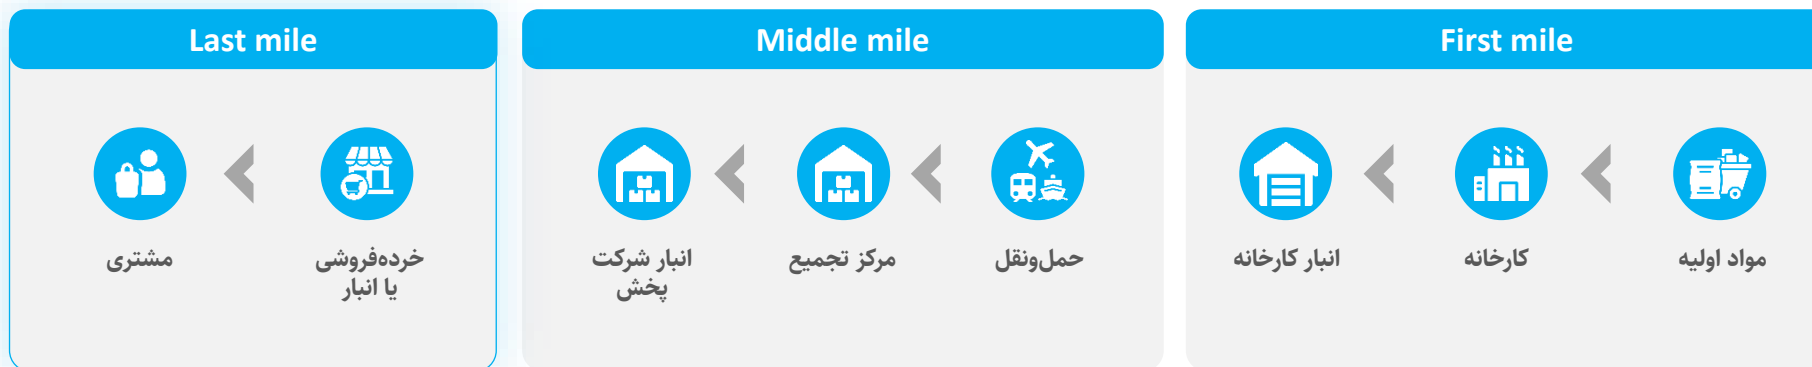 First mile
مواد اولیه
کارخانه
انبار کارخانه
Middle mile
حمل‌ونقل
مرکز تجمیع
انبار شرکت
پخش
Last mile
خرده‌فروشی
یا انبار
مشتری